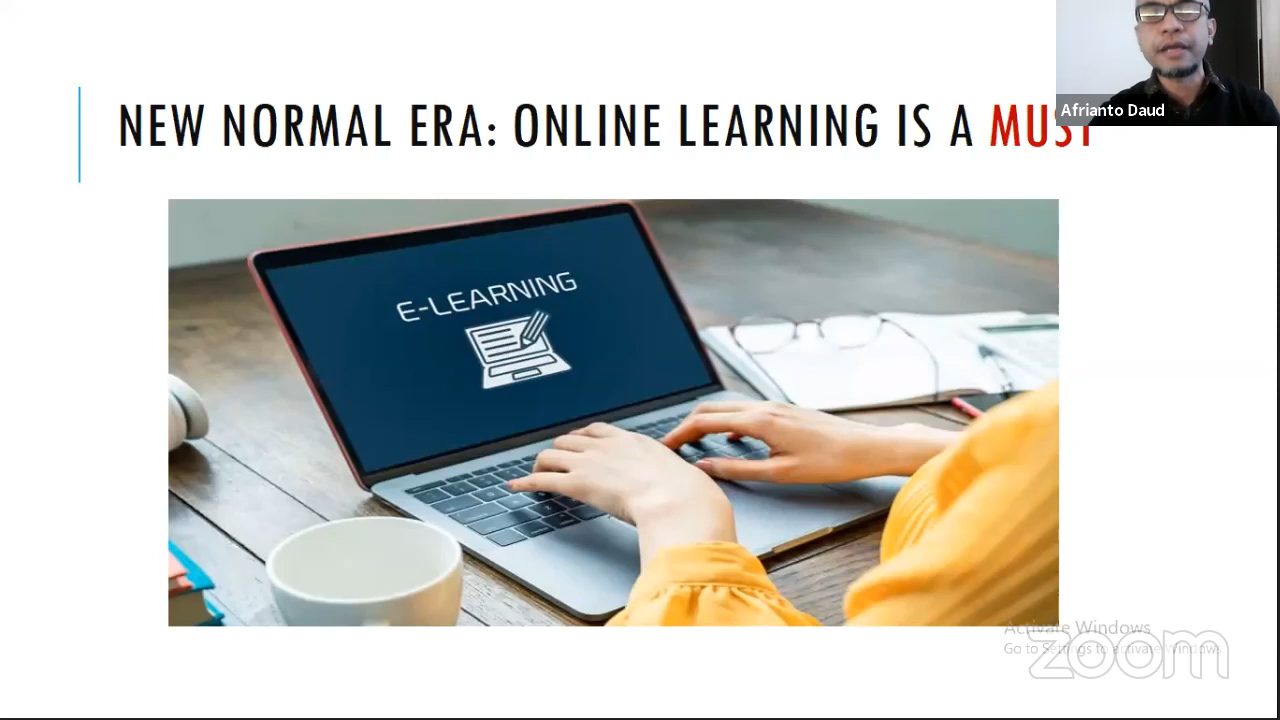 NEW NORMAL ERA: ONLINE LEARNING IS A MUST
Afrianto Daud
E-LEARNING
Activate Windows
Go to Settings to activate Windows.
zoom